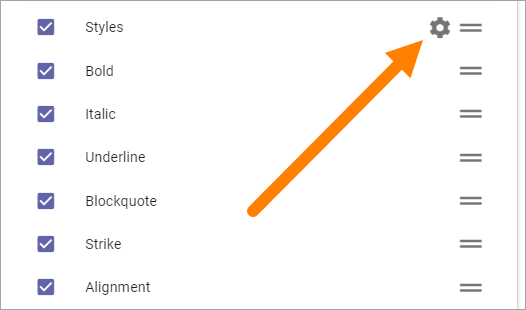 Styles
Bold
Italic
Underline
Blockquote
Strike
Alignment